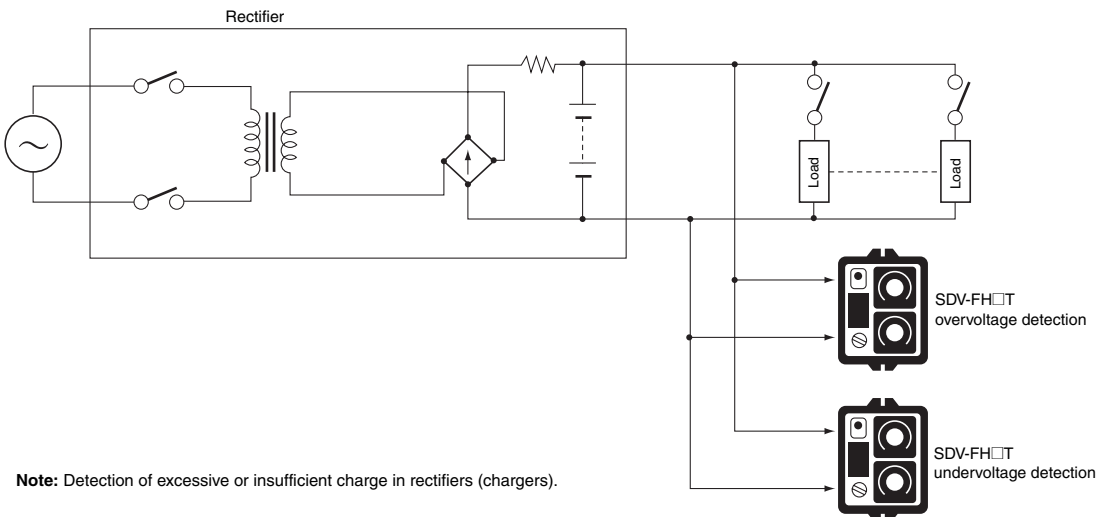 Rectifier
Load
Load
SDV-FH□T
overvoltage detection
SDV-FH□T
undervoltage detection
Note: Detection of excessive or insufficient charge in rectifiers (chargers).